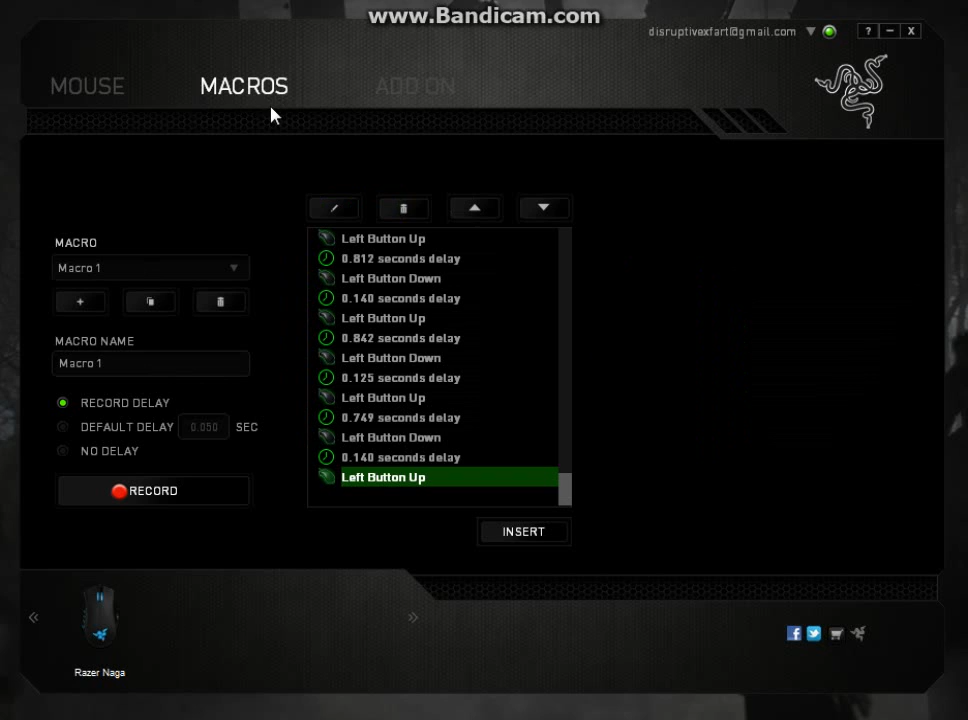 www.Bandicam.com
disruptivexfart@gmail.com
? – X
MOUSE MACROS ADD ON
MACRO
Macro 1
+
MACRO NAME
Macro 1
RECORD DELAY
DEFAULT DELAY 0.050 SEC
NO DELAY
RECORD
Left Button Up
0.812 seconds delay
Left Button Down
0.140 seconds delay
Left Button Up
0.842 seconds delay
Left Button Down
0.125 seconds delay
Left Button Up
0.749 seconds delay
Left Button Down
0.140 seconds delay
Left Button Up
INSERT
«
»
Razer Naga